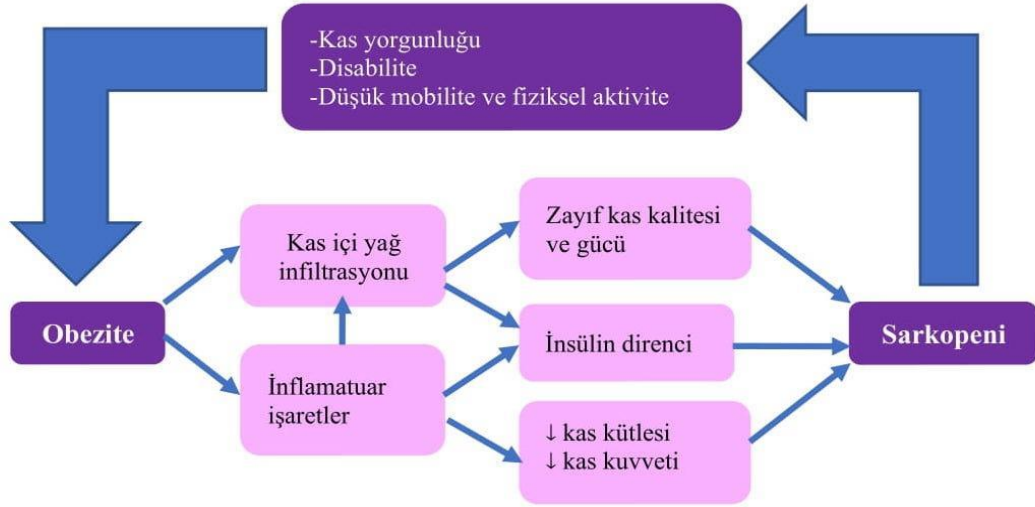 -Kas yorgunluğu
-Disabilite
-Düşük mobilite ve fiziksel aktivite
Obezite
Kas içi yağ
infiltrasyonu
İnflamatuar
işaretler
Zayıf kas kalitesi
ve gücü
İnsülin direnci
↓ kas kütlesi
↓ kas kuvveti
Sarkopeni